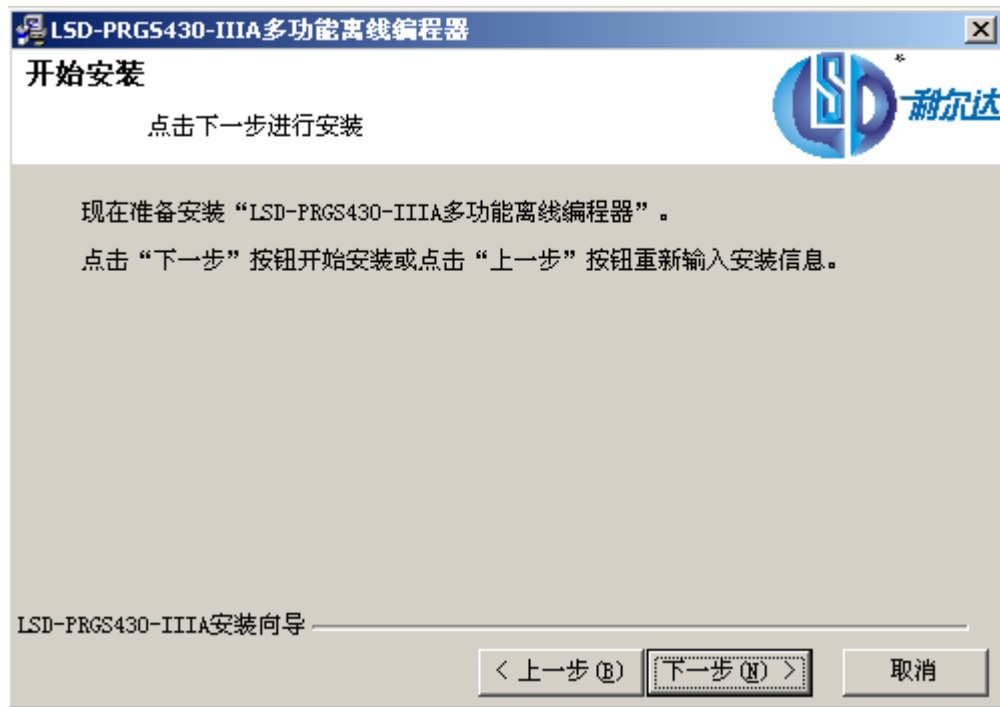 LSD-PRGS430-IIIA多功能离线编程器
开始安装
点击下一步进行安装
LSD
利尔达
现在准备安装“LSD-PRGS430-IIIA多功能离线编程器”。
点击“下一步”按钮开始安装或点击“上一步”按钮重新输入安装信息。
LSD-PRGS430-IIIA安装向导
< 上一步(B)
下一步(N) >
取消